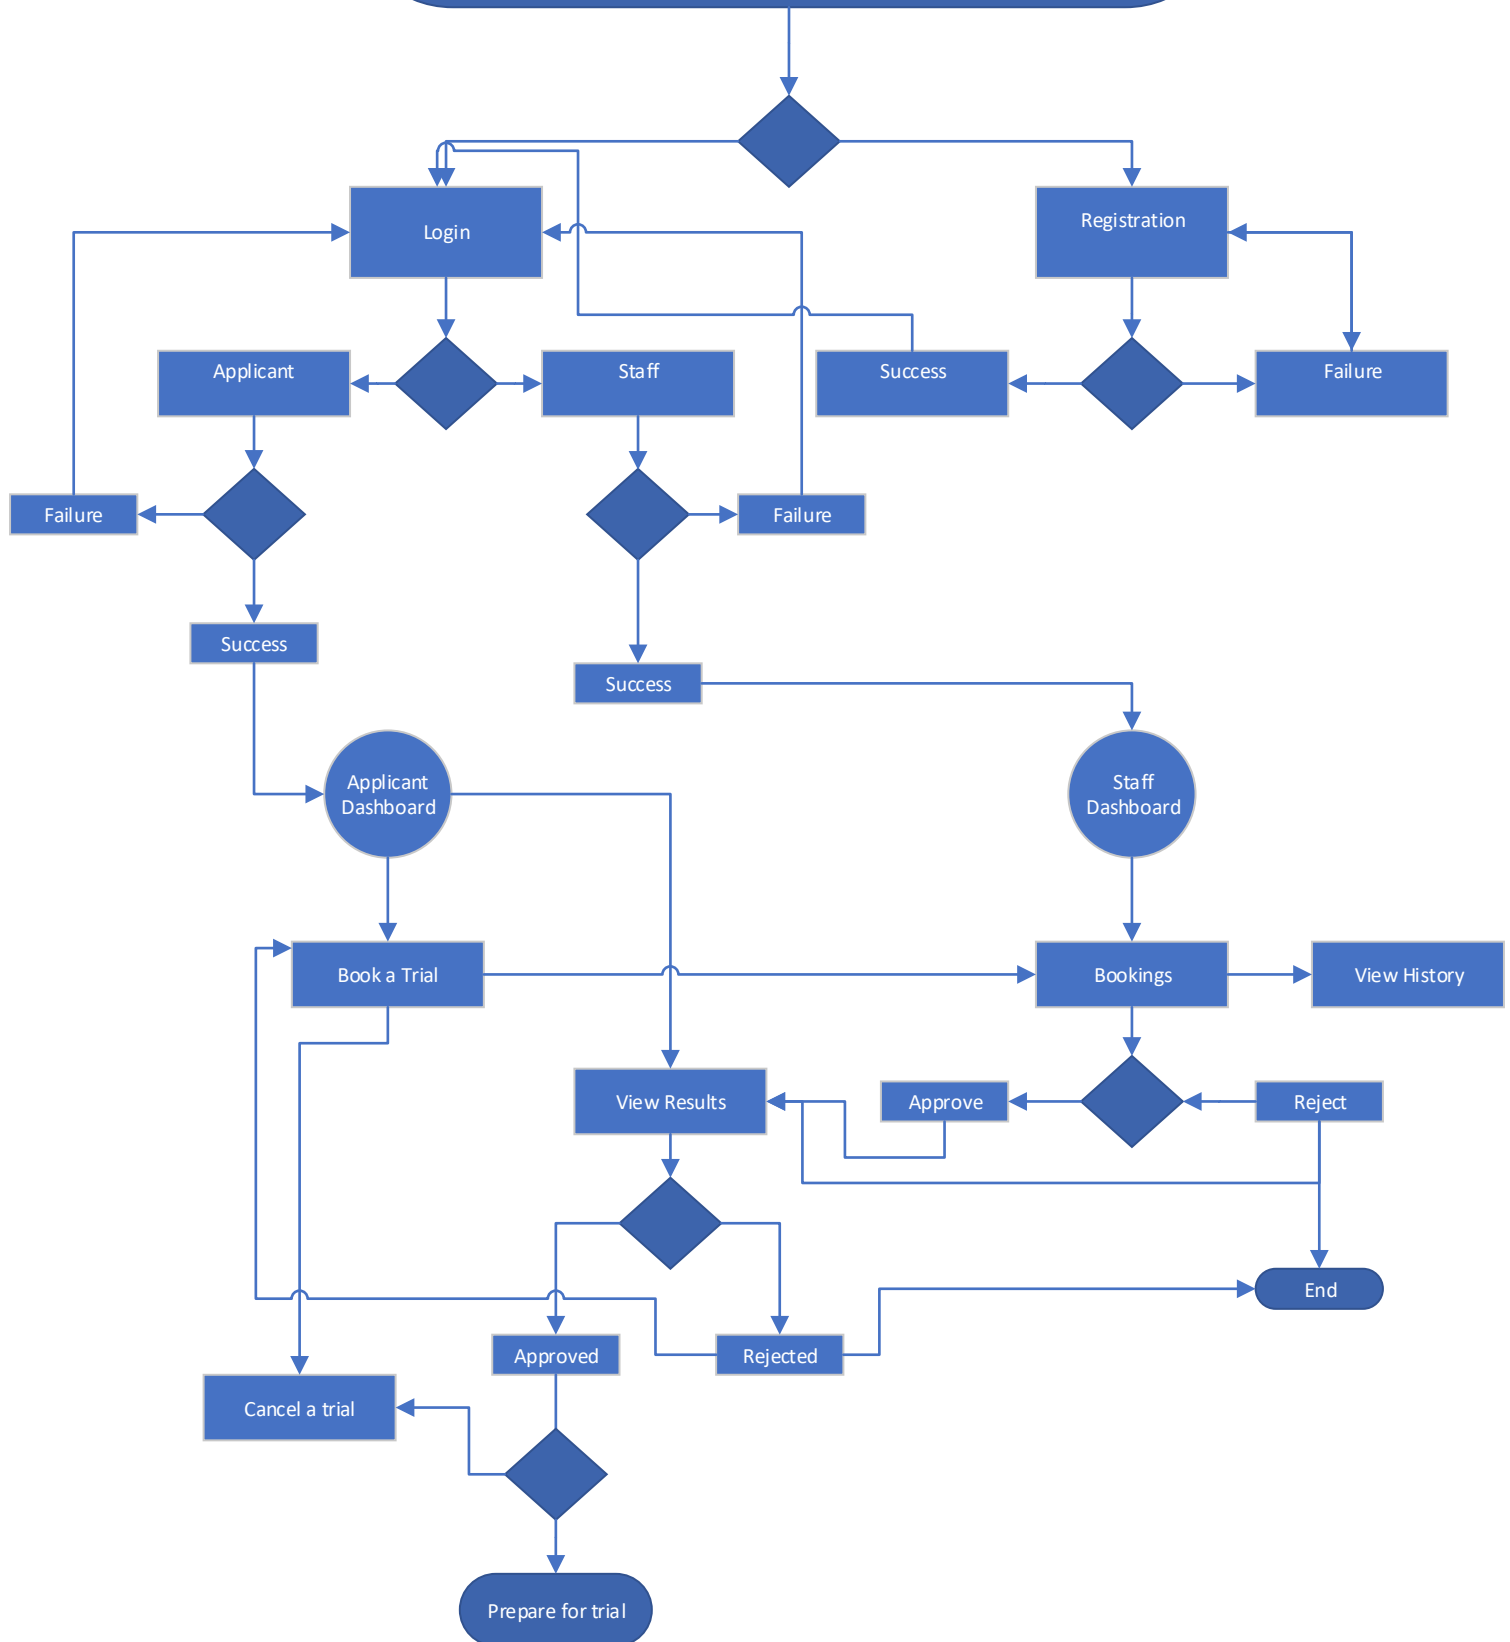 Login
Registration
Applicant
Staff
Success
Failure
Failure
Failure
Success
Success
Applicant
Dashboard
Staff
Dashboard
Book a Trial
Bookings
View History
View Results
Approve
Reject
End
Approved
Rejected
Cancel a trial
Prepare for trial